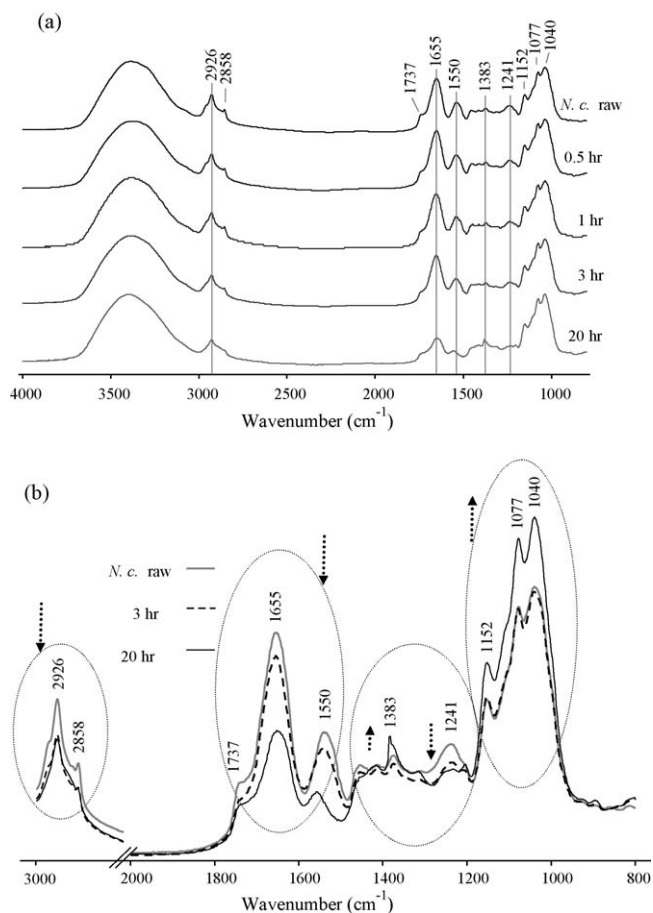 (a)
2926
2858
1737
1655
1550
1383
1241
1152
1077
1040
N. c. raw
0.5 hr
1 hr
3 hr
20 hr
4000 3500 3000 2500 2000 1500 1000
Wavenumber (cm-1)
(b)
N. c. raw
3 hr
20 hr
2926
2858
1737
1655
1550
1383
1241
1152
1077
1040
3000 2000 1800 1600 1400 1200 1000 800
Wavenumber (cm-1)